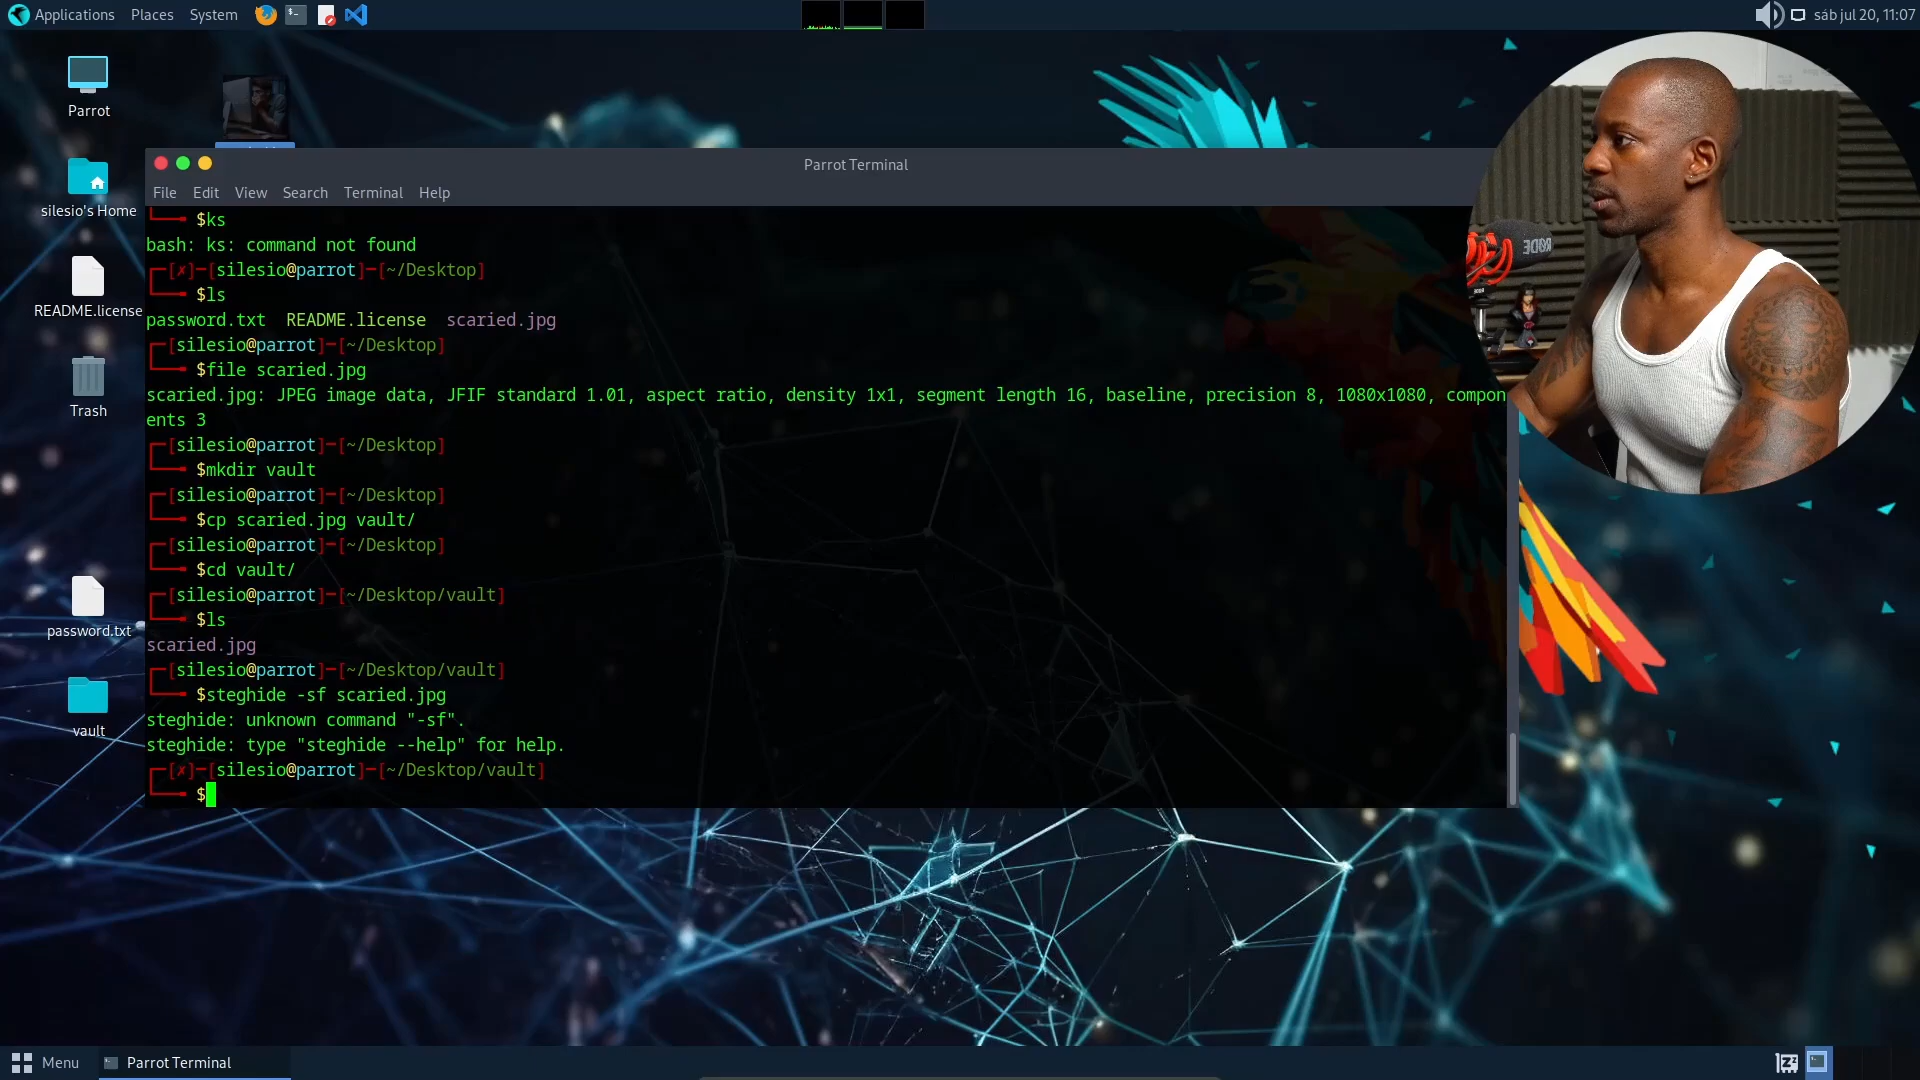 Applications Places System
sáb jul 20, 11:07
Parrot
silesio's Home
README.license
Trash
password.txt
vault
Parrot Terminal
File Edit View Search Terminal Help
$ks
bash: ks: command not found
[✗]─[silesio@parrot]─[~/Desktop]
$ls
password.txt README.license scaried.jpg
[silesio@parrot]─[~/Desktop]
$file scaried.jpg
scaried.jpg: JPEG image data, JFIF standard 1.01, aspect ratio, density 1x1, segment length 16, baseline, precision 8, 1080x1080, compon
ents 3
[silesio@parrot]─[~/Desktop]
$mkdir vault
[silesio@parrot]─[~/Desktop]
$cp scaried.jpg vault/
[silesio@parrot]─[~/Desktop]
$cd vault/
[silesio@parrot]─[~/Desktop/vault]
$ls
scaried.jpg
[silesio@parrot]─[~/Desktop/vault]
$steghide -sf scaried.jpg
steghide: unknown command "-sf".
steghide: type "steghide --help" for help.
[✗]─[silesio@parrot]─[~/Desktop/vault]
$
RØDE
Menu
Parrot Terminal